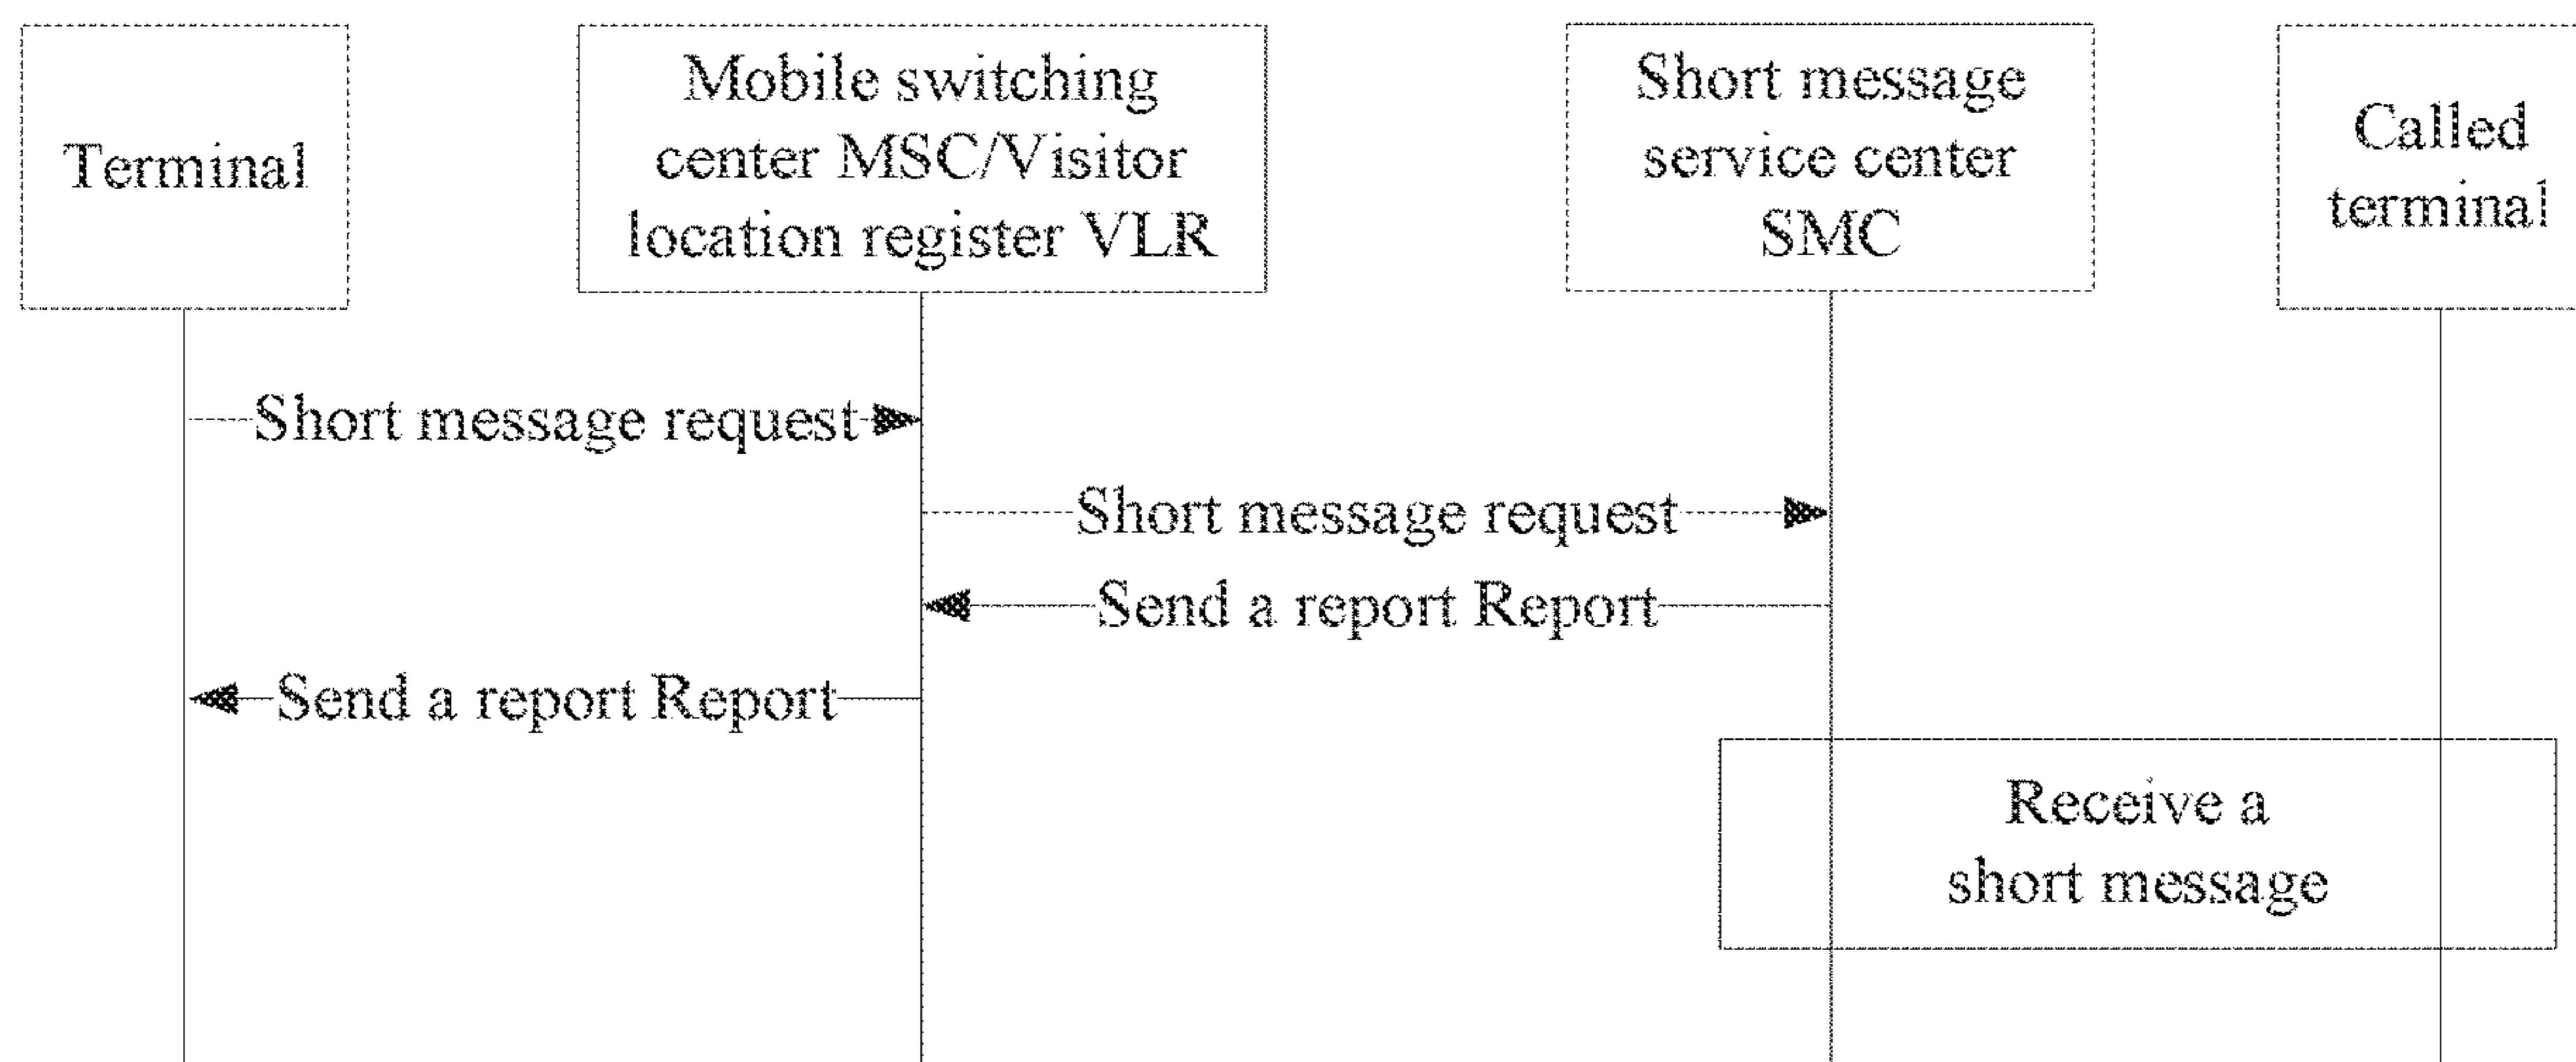 Terminal
Mobile switching
center MSC/Visitor
location register VLR
Short message
service center
SMC
Called
terminal
Short message request
Short message request
Send a report Report
Send a report Report
Receive a
short message